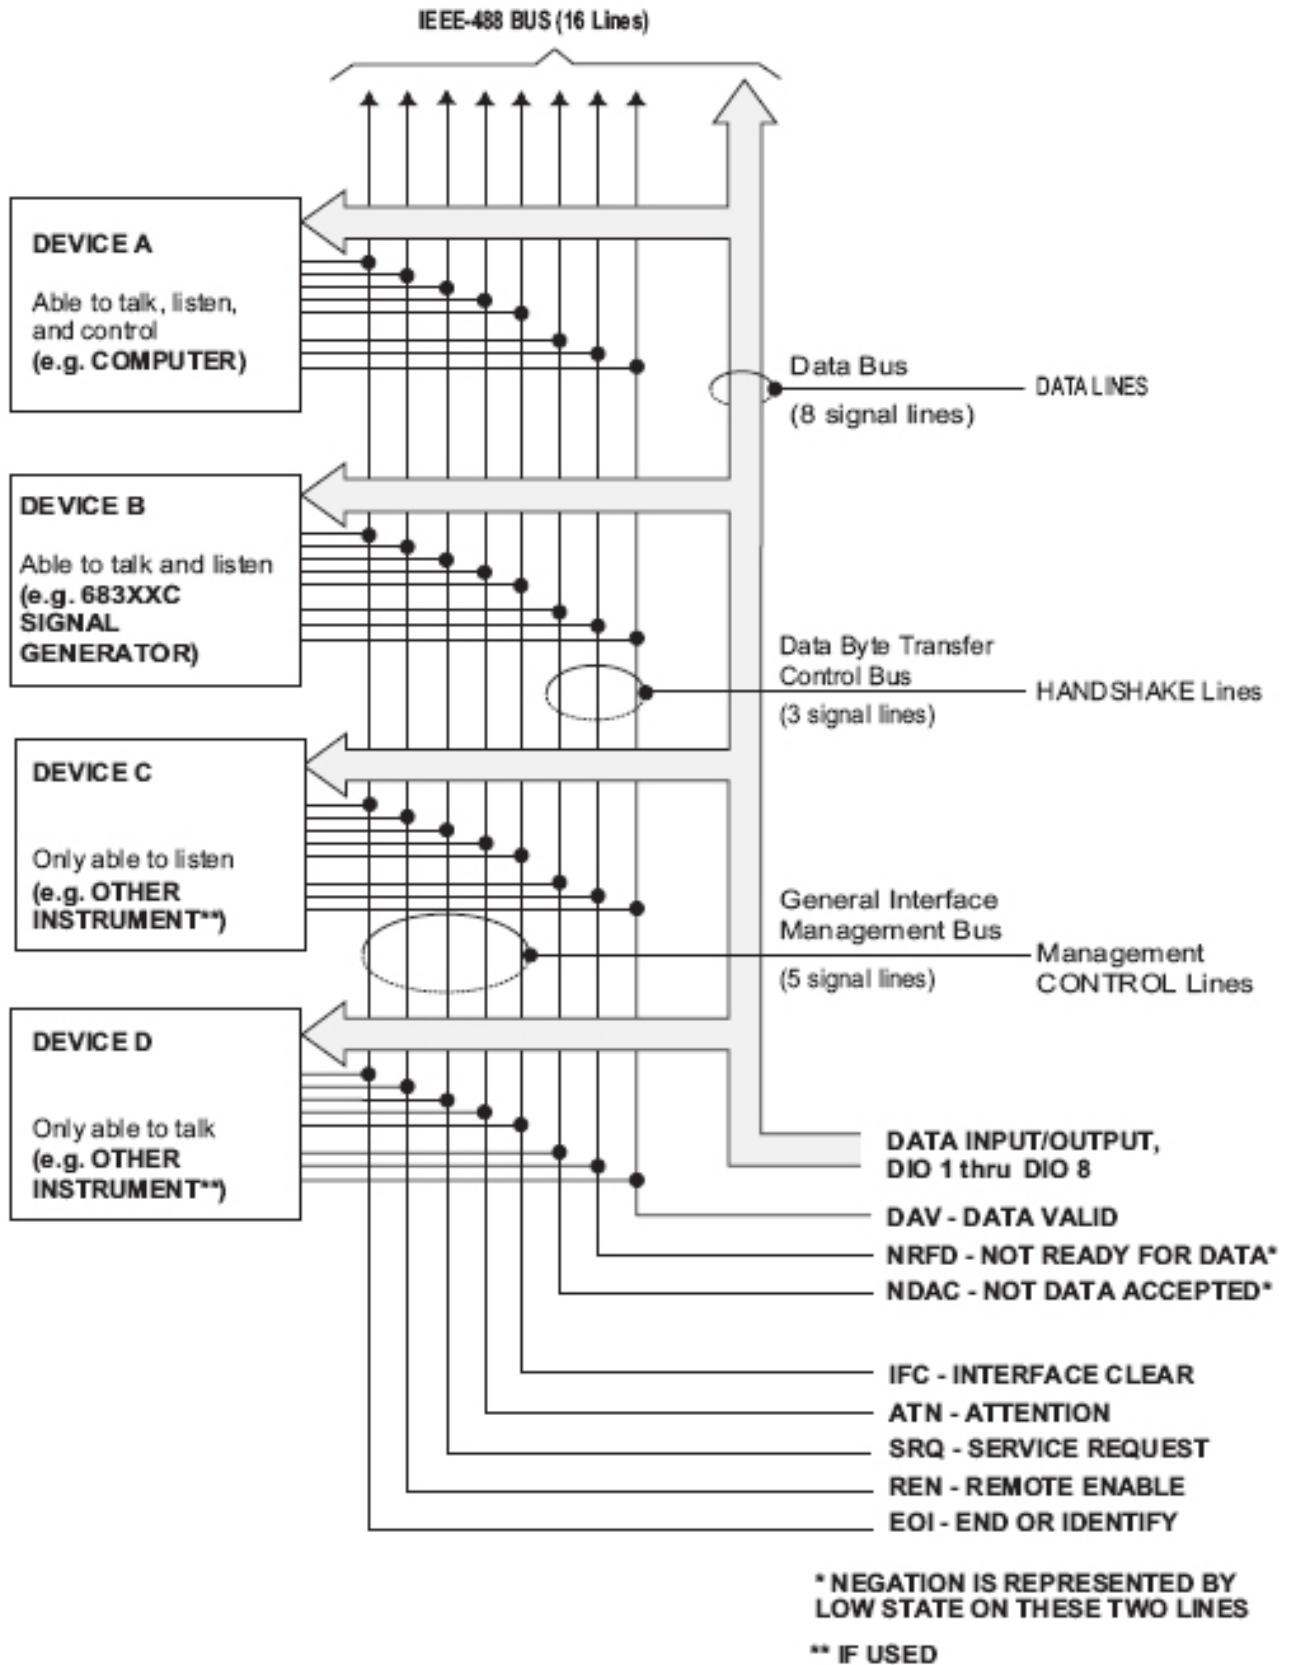 IEEE-488 BUS (16 Lines)
DEVICE A
Able to talk, listen,
and control
(e.g. COMPUTER)
Data Bus
(8 signal lines)
DATA LINES
DEVICE B
Able to talk and listen
(e.g. 683XXC
SIGNAL
GENERATOR)
Data Byte Transfer
Control Bus
(3 signal lines)
HANDSHAKE Lines
DEVICE C
Only able to listen
(e.g. OTHER
INSTRUMENT**)
General Interface
Management Bus
(5 signal lines)
Management
CONTROL Lines
DEVICE D
Only able to talk
(e.g. OTHER
INSTRUMENT**)
DATA INPUT/OUTPUT,
DIO 1 thru DIO 8
DAV - DATA VALID
NRFD - NOT READY FOR DATA*
NDAC - NOT DATA ACCEPTED*
IFC - INTERFACE CLEAR
ATN - ATTENTION
SRQ - SERVICE REQUEST
REN - REMOTE ENABLE
EOI - END OR IDENTIFY
* NEGATION IS REPRESENTED BY
LOW STATE ON THESE TWO LINES
** IF USED